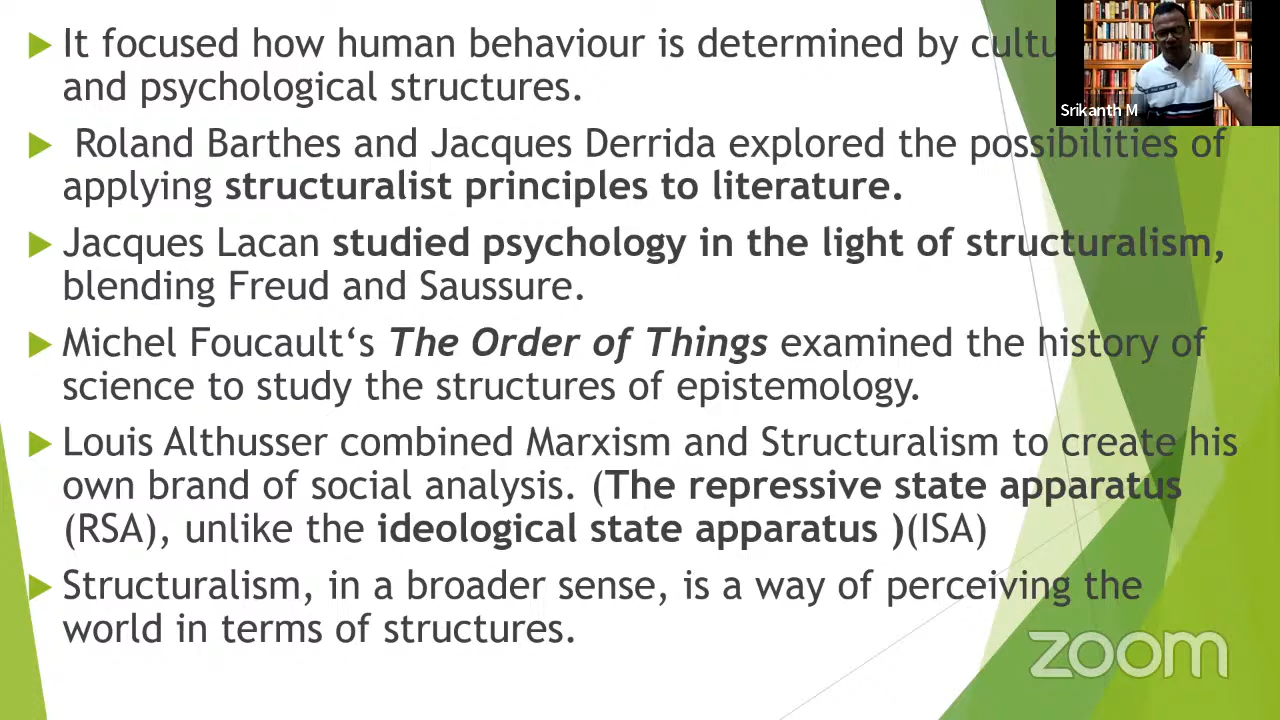 It focused how human behaviour is determined by
and psychological structures.
Roland Barthes and Jacques Derrida explored the possibilities of
applying structuralist principles to literature.
Jacques Lacan studied psychology in the light of structuralism,
blending Freud and Saussure.
Michel Foucault‘s The Order of Things examined the history of
science to study the structures of epistemology.
Louis Althusser combined Marxism and Structuralism to create his
own brand of social analysis. (The repressive state apparatus
(RSA), unlike the ideological state apparatus )(ISA)
Structuralism, in a broader sense, is a way of perceiving the
world in terms of structures.
Srikanth M
zoom